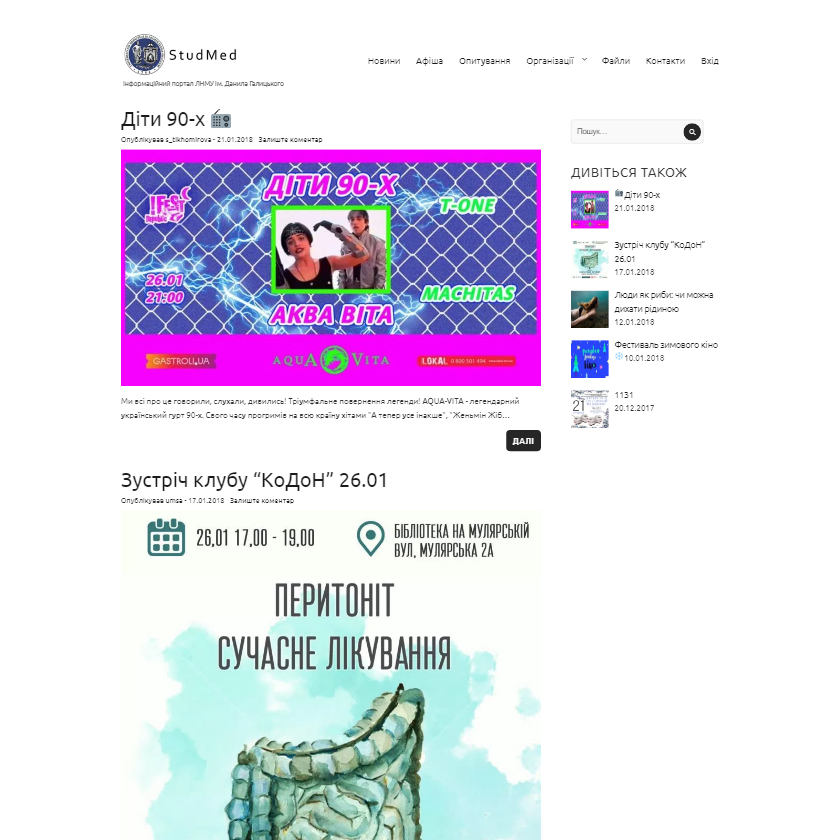 StudMed
Інформаційний портал ЛНМУ ім. Данила Галицького
Новини Афіша Опитування Організації Файли Контакти Вхід
Діти 90-х
Опублікував s_tikhomirova - 21.01.2018 Залиште коментар
!FEST
Republic
ДІТИ 90-Х
T-ONE
26.01
21:00
MACHITAS
АКВА ВІТА
GASTROLI.UA
AQUA VITA
LOKAL 0 800 501 494
Ми всі про це говорили, слухали, дивились! Тріумфальне повернення легенди! AQUA-VITA - легендарний
український гурт 90-х. Свого часу прогримів на всю країну хітами "А тепер усе інакше", "Женьмін Жіб…
ДАЛІ
Зустріч клубу “КоДоН” 26.01
Опублікував umsa - 17.01.2018 Залиште коментар
26,01 17,00 - 19,00
БІБЛІОТЕКА НА МУЛЯРСЬКІЙ
ВУЛ, МУЛЯРСЬКА 2А
ПЕРИТОНІТ
СУЧАСНЕ ЛІКУВАННЯ
Пошук…
ДИВІТЬСЯ ТАКОЖ
Діти 90-х
21.01.2018
Зустріч клубу “КоДоН”
26.01
17.01.2018
Люди як риби: чи можна
дихати рідиною
12.01.2018
Фестиваль зимового кіно
10.01.2018
1131
20.12.2017
21